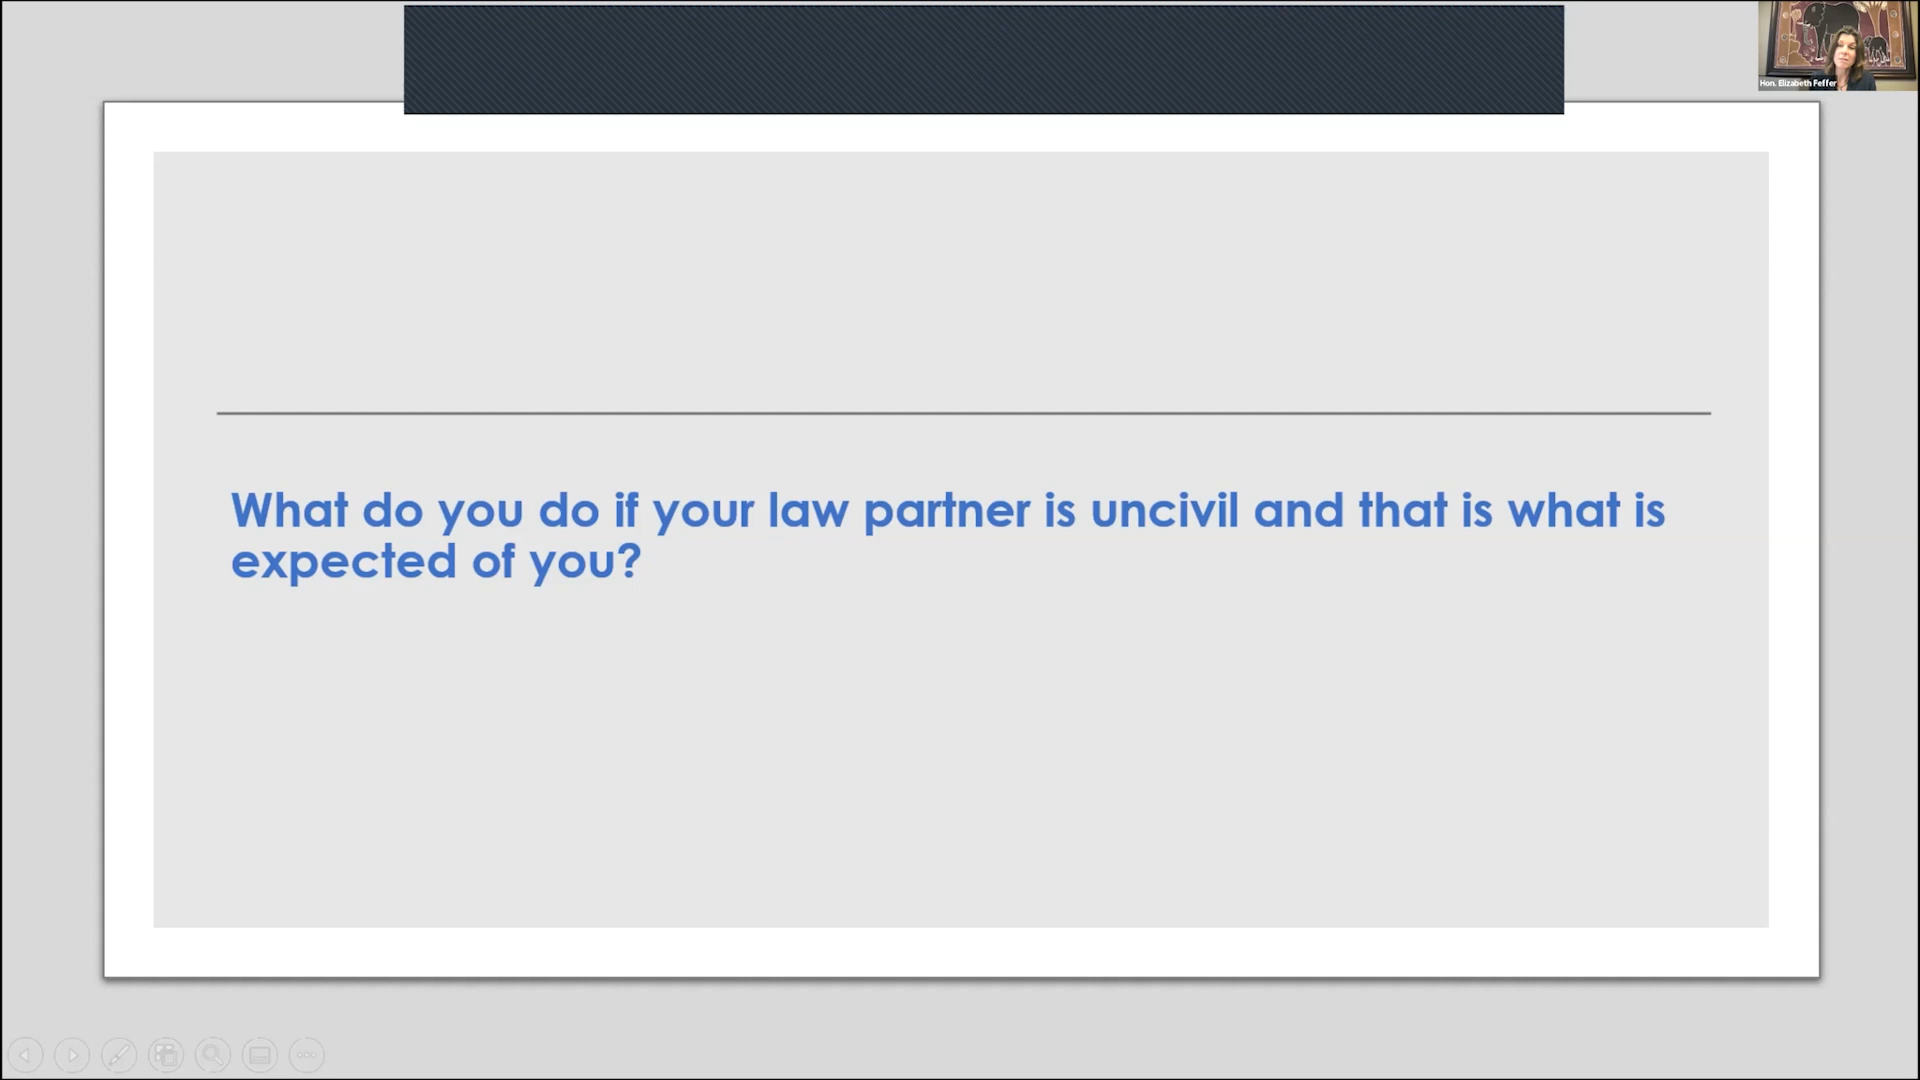 Hon. Elizabeth Feffer
What do you do if your law partner is uncivil and that is what is
expected of you?